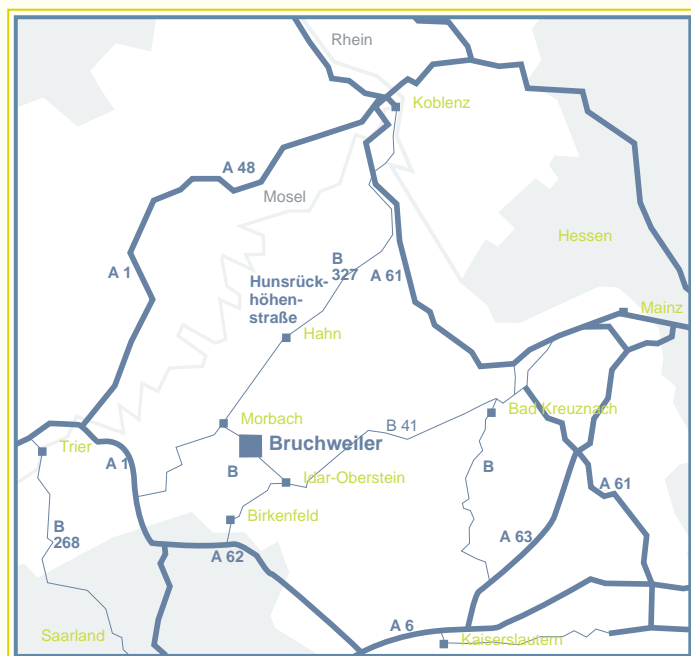 Rhein
Koblenz
A 48
Mosel
Hessen
B
327
A 1
A 61
Hunsrück-
höhen-
straße
Mainz
Hahn
Morbach
Bad Kreuznach
B 41
Trier
Bruchweiler
A 1
B
B
Idar-Oberstein
A 61
Birkenfeld
B
268
A 62
A 63
A 6
Saarland
Kaiserslautern